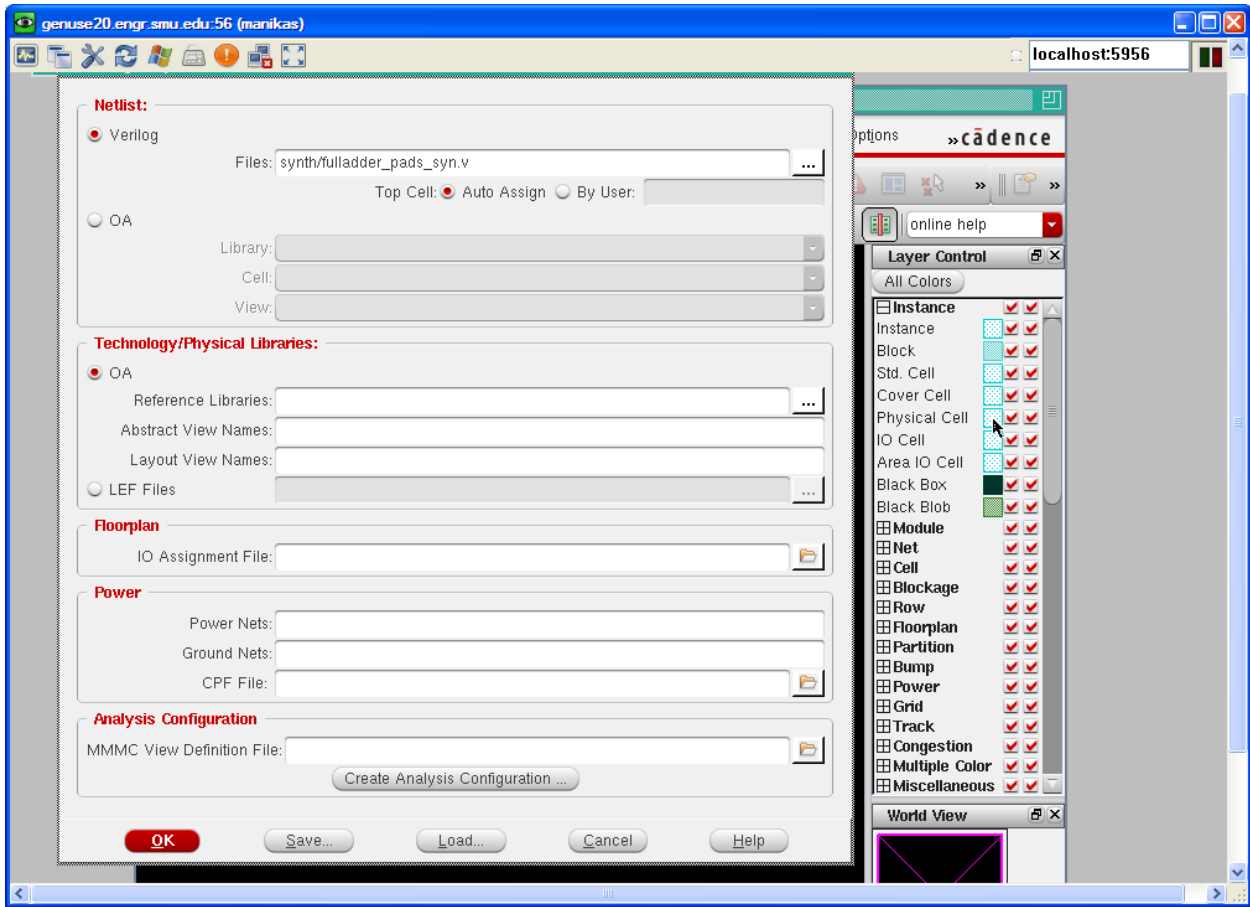 genuse20.engr.smu.edu:56 (manikas)
localhost:5956
Netlist:
Verilog
Files: synth/fulladder_pads_syn.v ...
Top Cell: Auto Assign By User:
OA
Library:
Cell:
View:
Technology/Physical Libraries:
OA
Reference Libraries: ...
Abstract View Names:
Layout View Names:
LEF Files ...
Floorplan
IO Assignment File:
Power
Power Nets:
Ground Nets:
CPF File:
Analysis Configuration
MMMC View Definition File:
Create Analysis Configuration ...
OK Save... Load... Cancel Help
ptions »cādence
» »
online help
Layer Control
All Colors
Instance
Instance
Block
Std. Cell
Cover Cell
Physical Cell
IO Cell
Area IO Cell
Black Box
Black Blob
Module
Net
Cell
Blockage
Row
Floorplan
Partition
Bump
Power
Grid
Track
Congestion
Multiple Color
Miscellaneous
World View